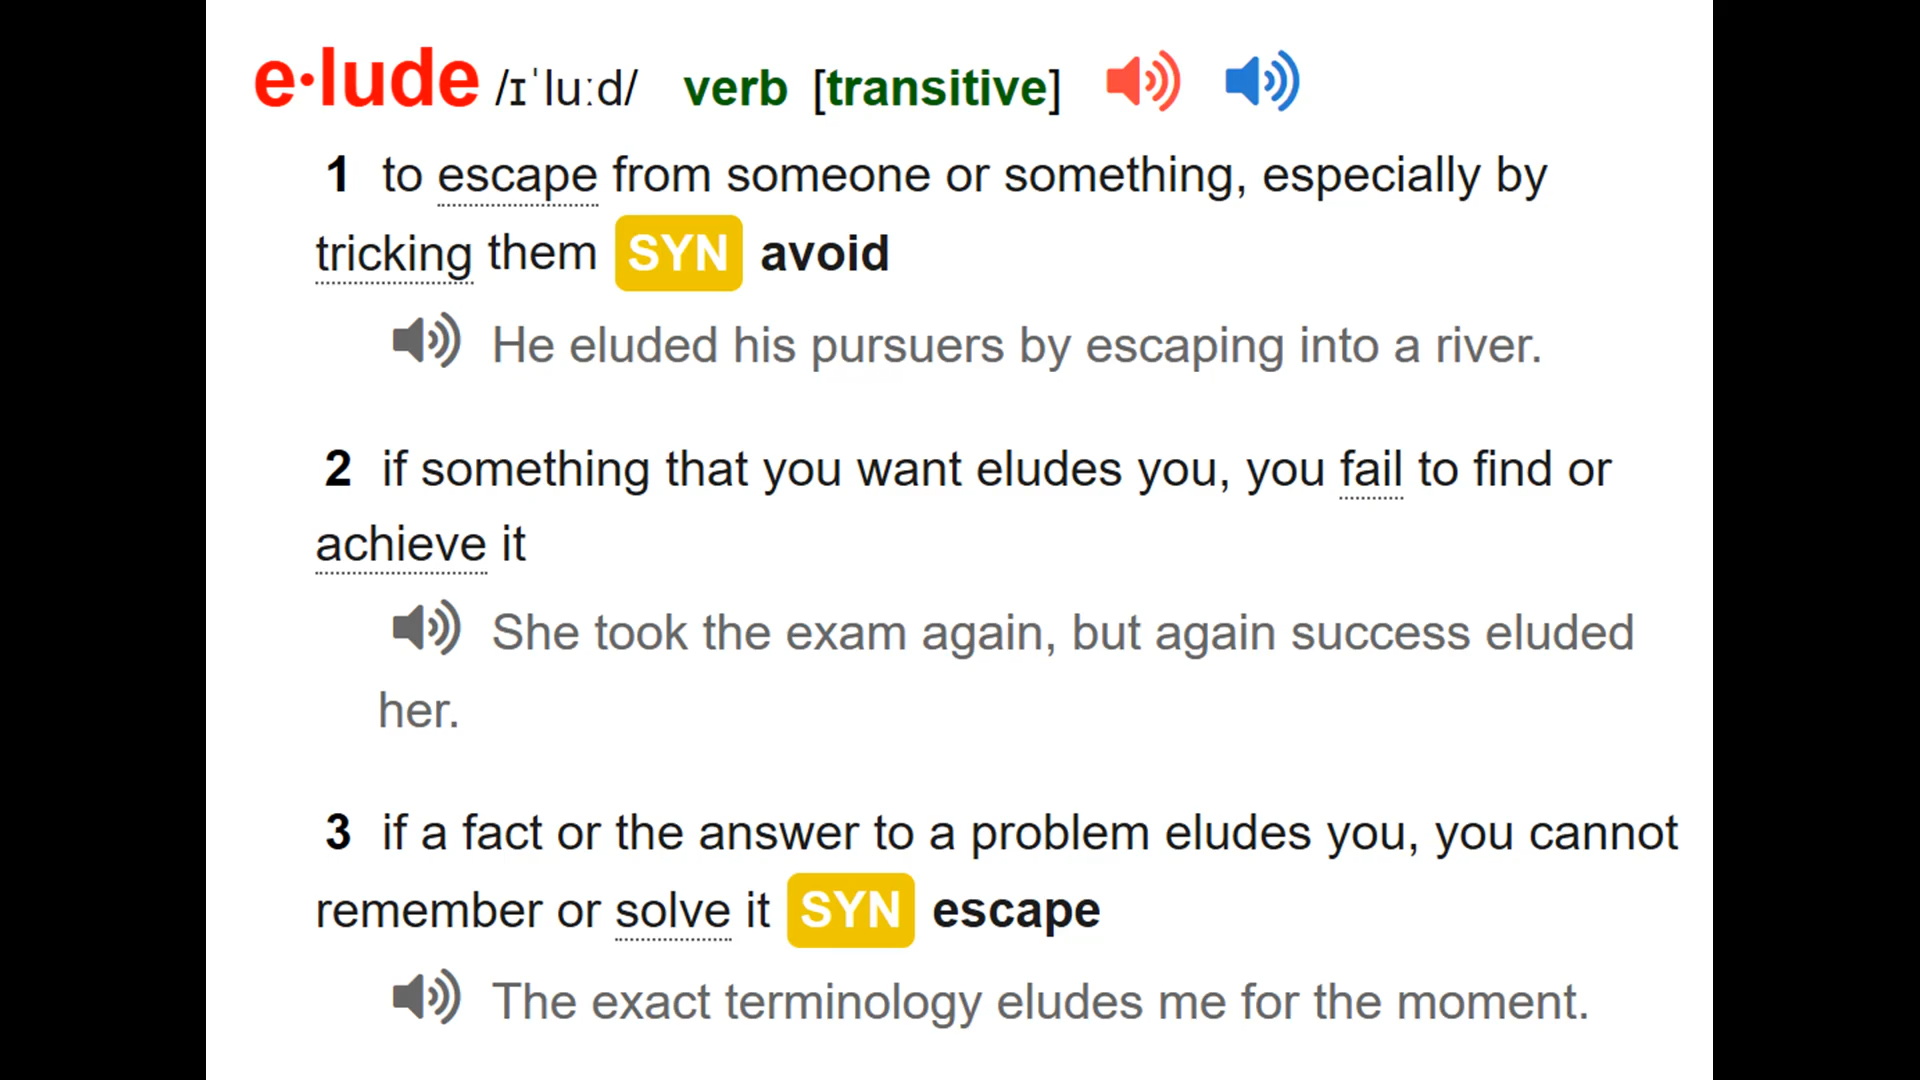 e·lude /ɪˈluːd/ verb [transitive]
1 to escape from someone or something, especially by
tricking them SYN avoid
He eluded his pursuers by escaping into a river.
2 if something that you want eludes you, you fail to find or
achieve it
She took the exam again, but again success eluded
her.
3 if a fact or the answer to a problem eludes you, you cannot
remember or solve it SYN escape
The exact terminology eludes me for the moment.